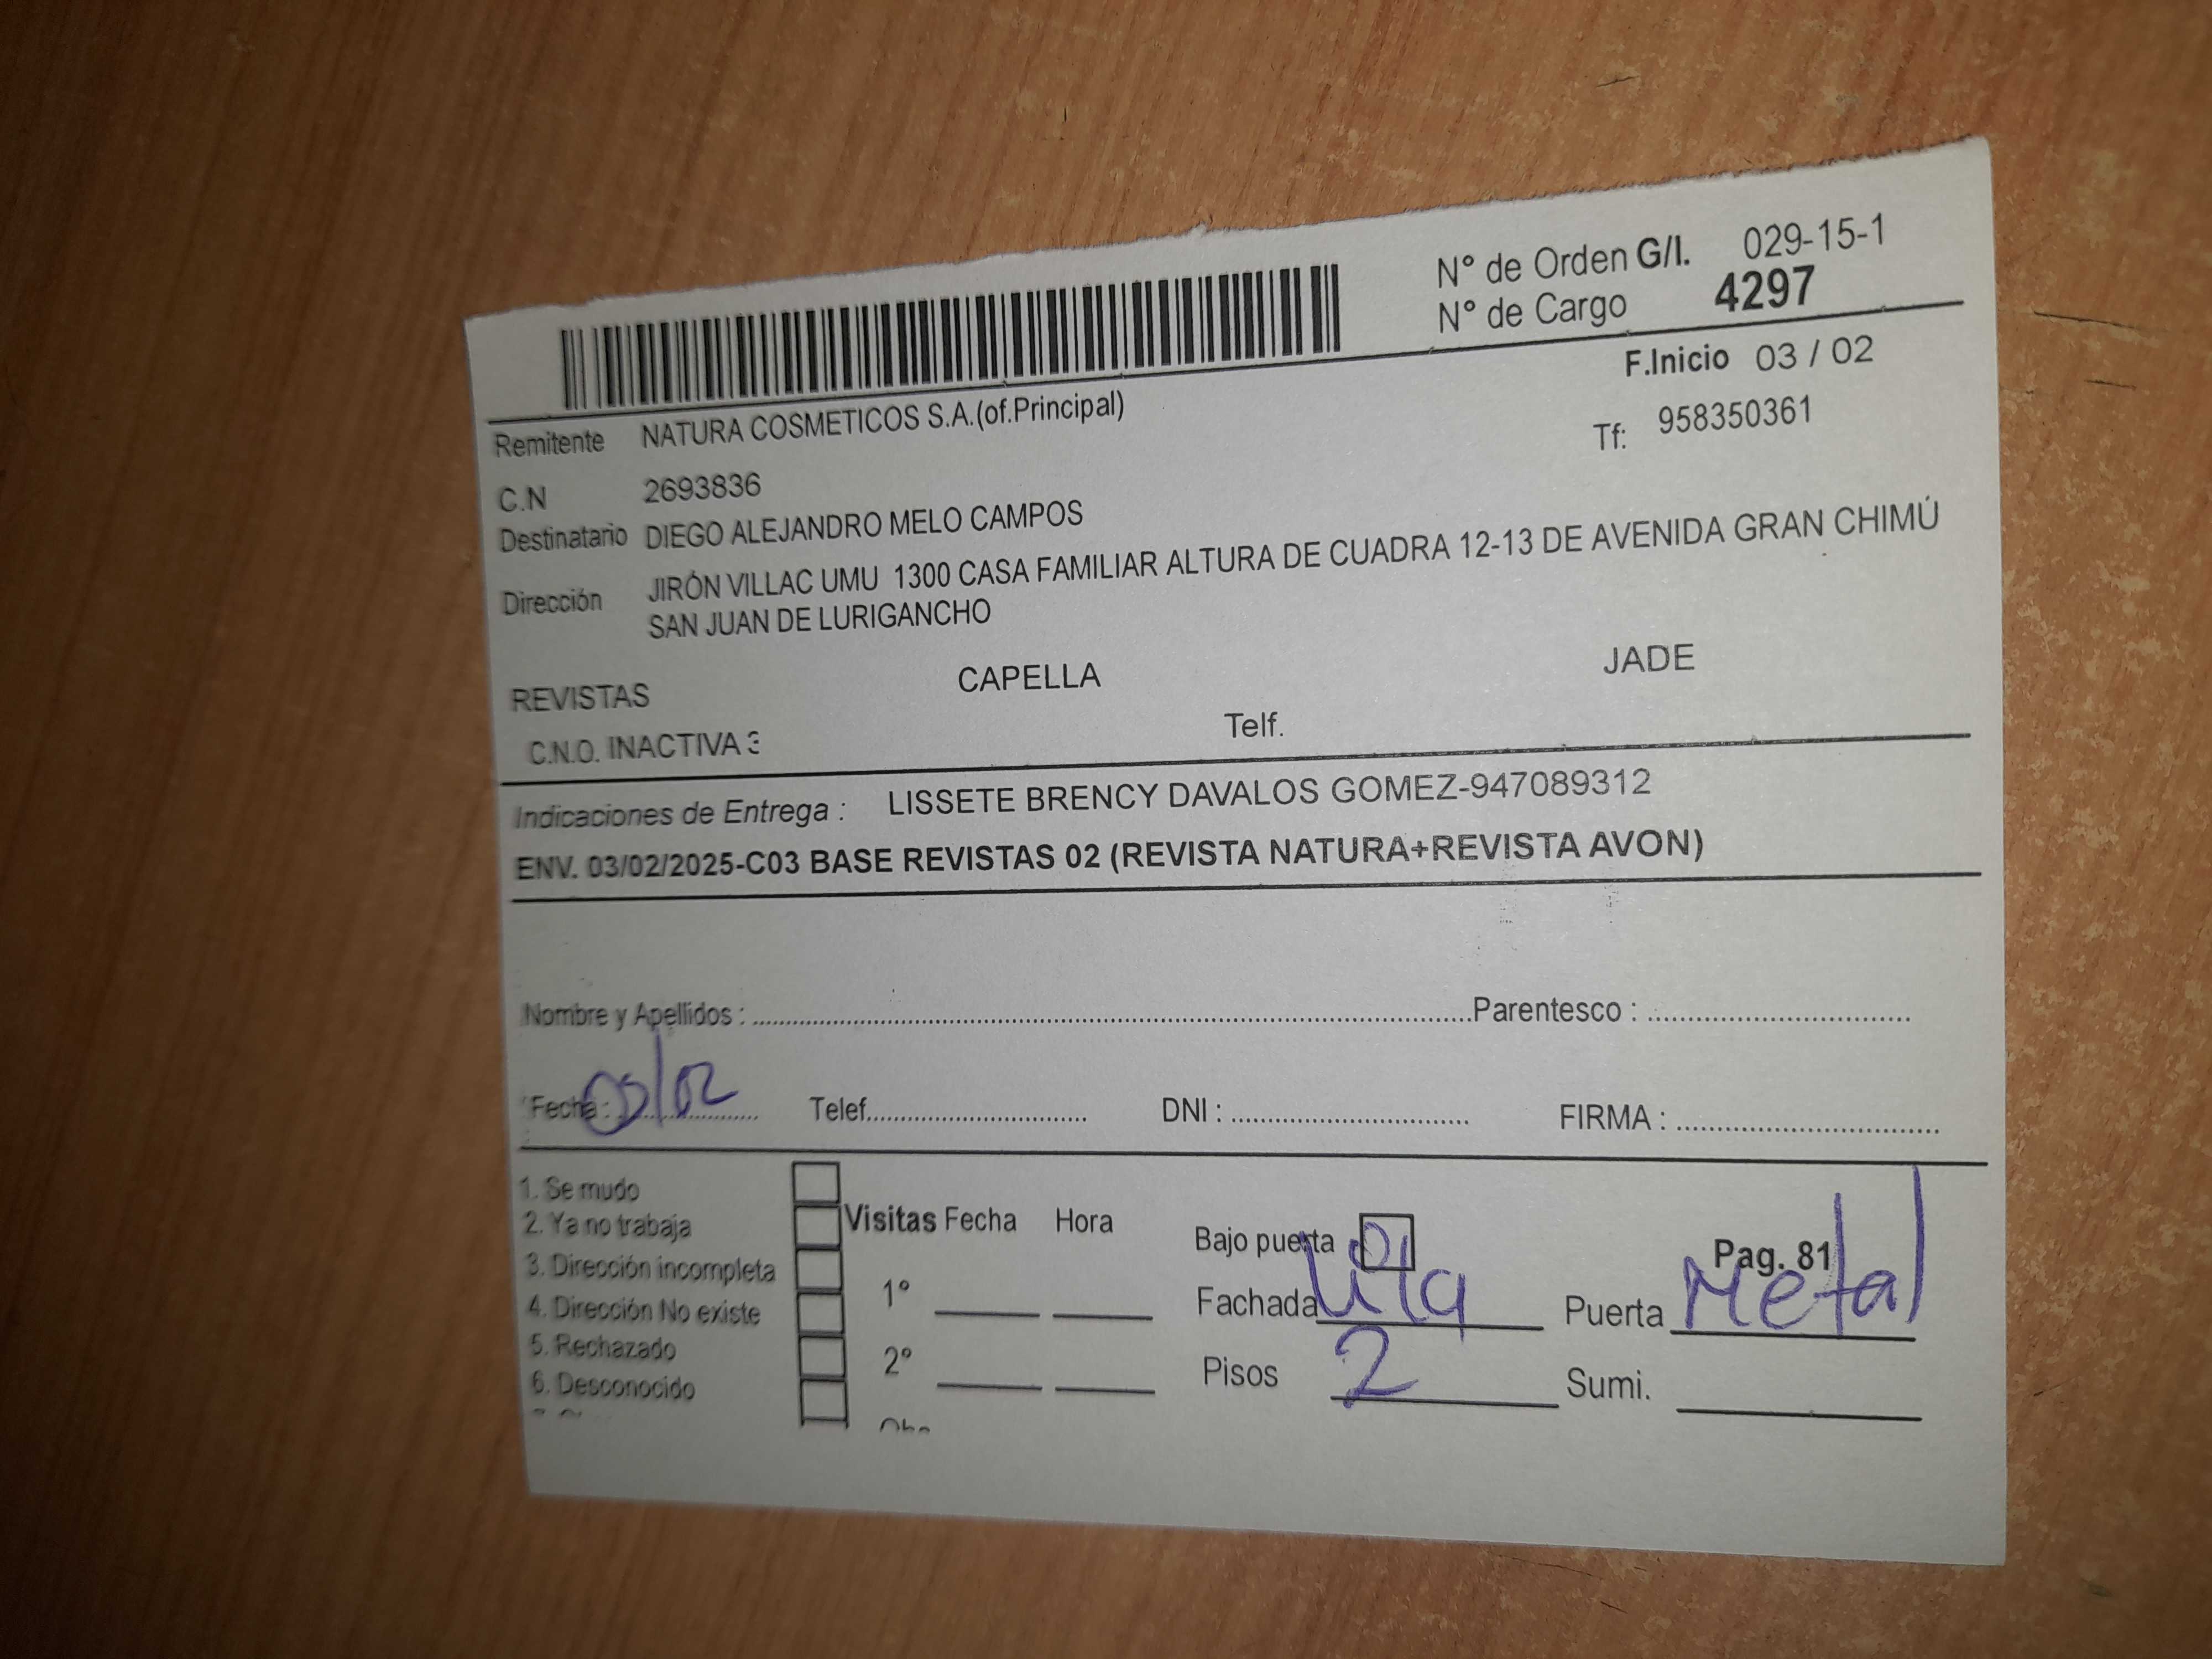 N° de Orden G/I. 029-15-1
N° de Cargo 4297
F.Inicio 03 / 02
Remitente NATURA COSMETICOS S.A.(of.Principal)
Tf: 958350361
C.N 2693836
Destinatario DIEGO ALEJANDRO MELO CAMPOS
Dirección JIRÓN VILLAC UMU 1300 CASA FAMILIAR ALTURA DE CUADRA 12-13 DE AVENIDA GRAN CHIMÚ
SAN JUAN DE LURIGANCHO
REVISTAS CAPELLA JADE
C.N.O. INACTIVA 3 Telf.
Indicaciones de Entrega : LISSETE BRENCY DAVALOS GOMEZ-947089312
ENV. 03/02/2025-C03 BASE REVISTAS 02 (REVISTA NATURA+REVISTA AVON)
Nombre y Apellidos : Parentesco :
Fecha : /02 Telef. DNI : FIRMA :
1. Se mudo
2. Ya no trabaja
3. Dirección incompleta
4. Dirección No existe
5. Rechazado
6. Desconocido
Visitas Fecha Hora
1°
2°
Bajo puerta Pag. 81
Fachada lila Puerta Metal
Pisos 2 Sumi.